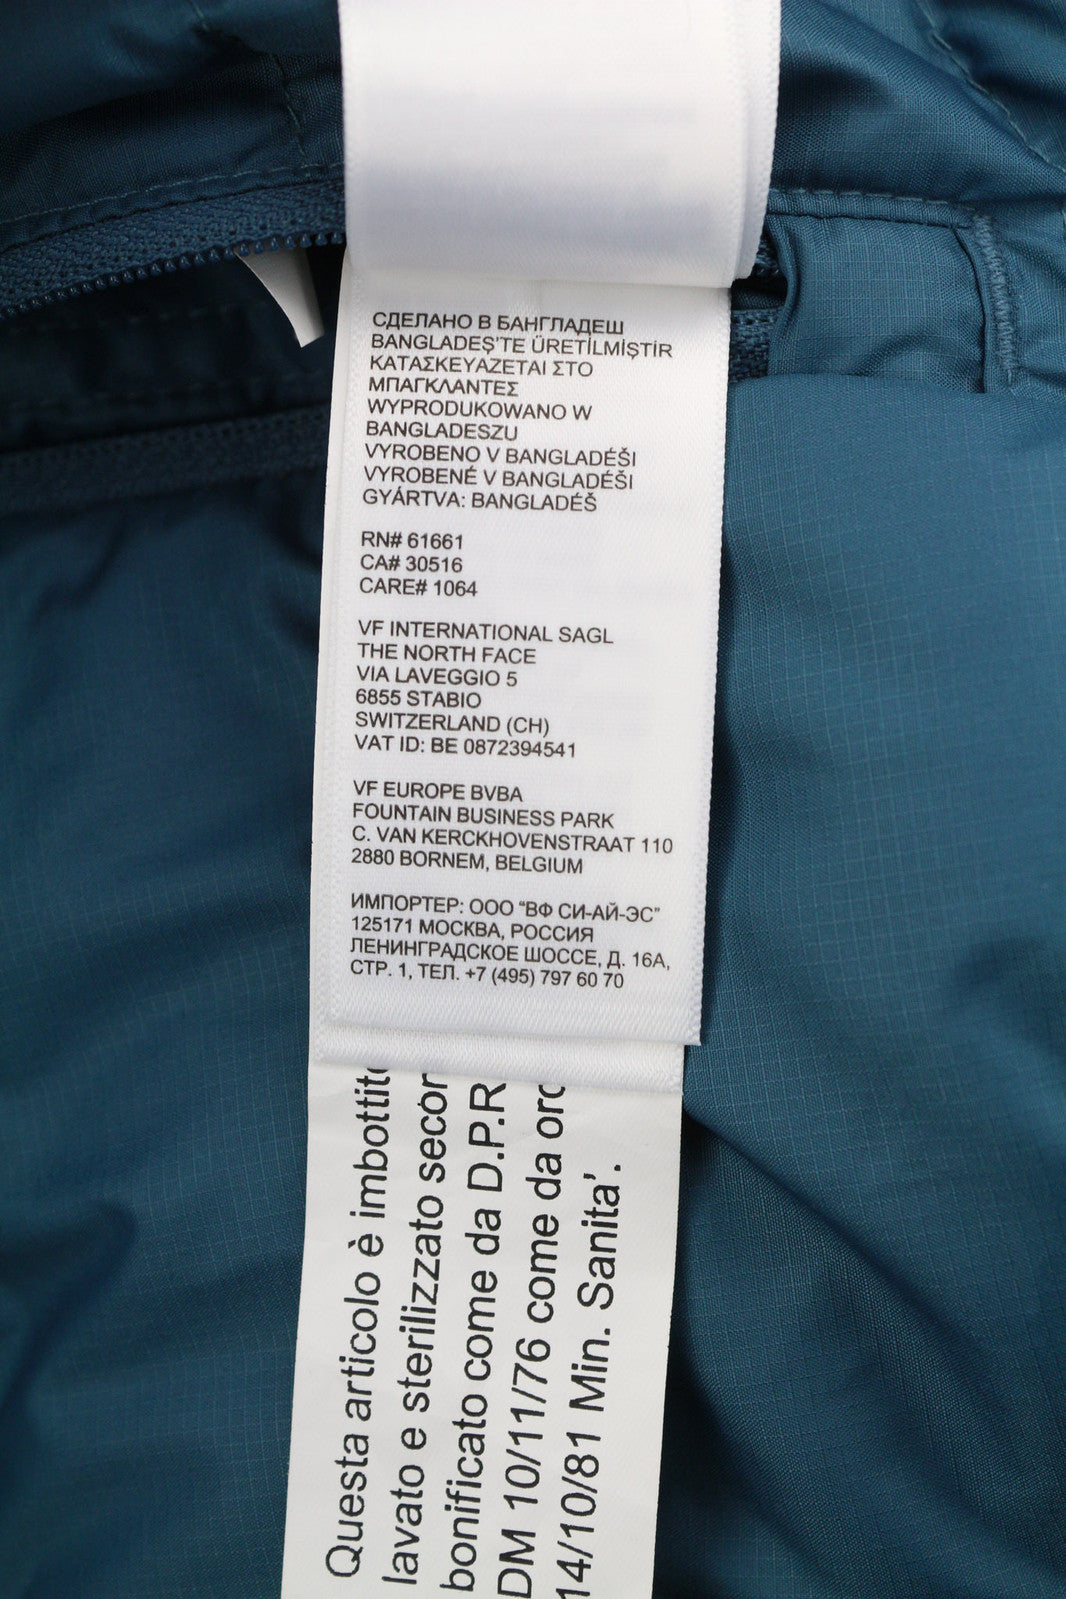 СДЕЛАНО В БАНГЛАДЕШ
BANGLADEŞ'TE ÜRETİLMİŞTİR
ΚΑΤΑΣΚΕΥΑΖΕΤΑΙ ΣΤΟ
ΜΠΑΓΚΛΑΝΤΕΣ
WYPRODUKOWANO W
BANGLADESZU
VYROBENO V BANGLADÉŠI
VYROBENÉ V BANGLADÉŠI
GYÁRTVA: BANGLADÉŠ
RN# 61661
CA# 30516
CARE# 1064
VF INTERNATIONAL SAGL
THE NORTH FACE
VIA LAVEGGIO 5
6855 STABIO
SWITZERLAND (CH)
VAT ID: BE 0872394541
VF EUROPE BVBA
FOUNTAIN BUSINESS PARK
C. VAN KERCKHOVENSTRAAT 110
2880 BORNEM, BELGIUM
ИМПОРТЕР: ООО "ВФ СИ-АЙ-ЭС"
125171 МОСКВА, РОССИЯ
ЛЕНИНГРАДСКОЕ ШОССЕ, Д. 16А,
СТР. 1, ТЕЛ. +7 (495) 797 60 70
Questa articolo è imbottito
lavato e sterilizzato secon
bonificato come da D.P.R
DM 10/11/76 come da ord
14/10/81 Min. Sanita'.